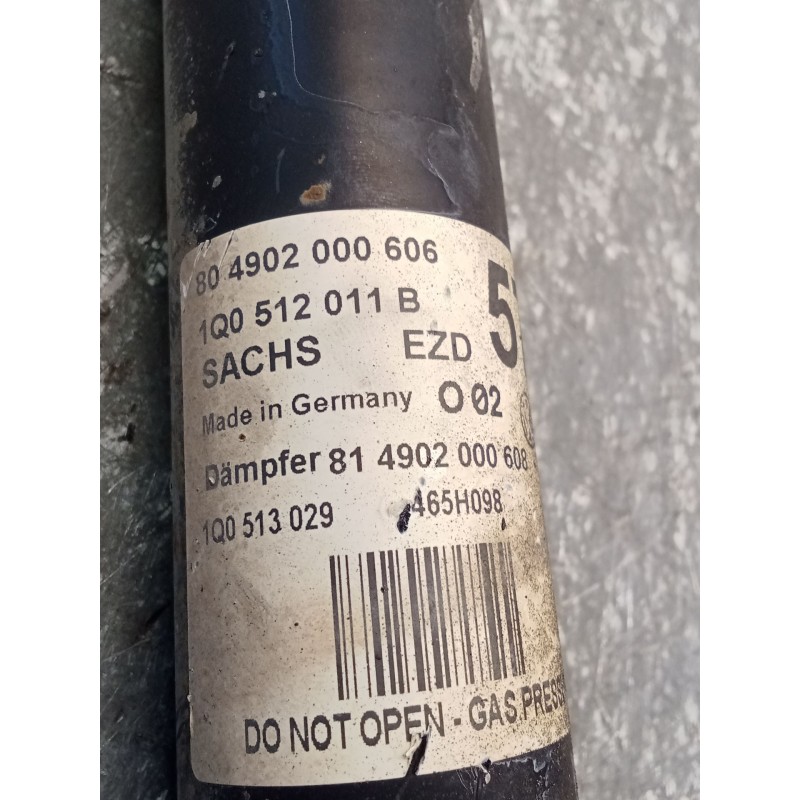 80 4902 000 606
1Q0 512 011 B
SACHS EZD 57
Made in Germany O 02
Dämpfer 81 4902 000 608
1Q0 513 029 465H098
DO NOT OPEN - GAS PRESS